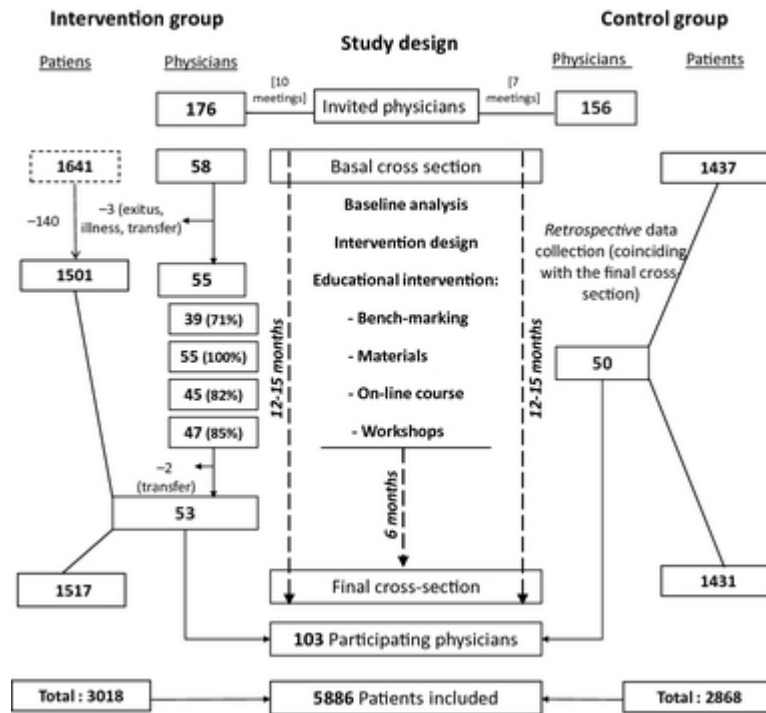 Intervention group
Control group
Study design
Patiens
Physicians
Physicians
Patients
[10
meetings]
[7
meetings]
176
Invited physicians
156
1641
58
Basal cross section
1437
–3 (exitus,
illness, transfer)
–140
Baseline analysis
Intervention design
Educational intervention:
- Bench-marking
- Materials
- On-line course
- Workshops
Retrospective data
collection (coinciding
with the final cross-
section)
1501
55
39 (71%)
55 (100%)
45 (82%)
47 (85%)
12-15 months
12-15 months
50
–2
(transfer)
53
6 months
1517
Final cross-section
1431
103 Participating physicians
Total : 3018
5886 Patients included
Total : 2868